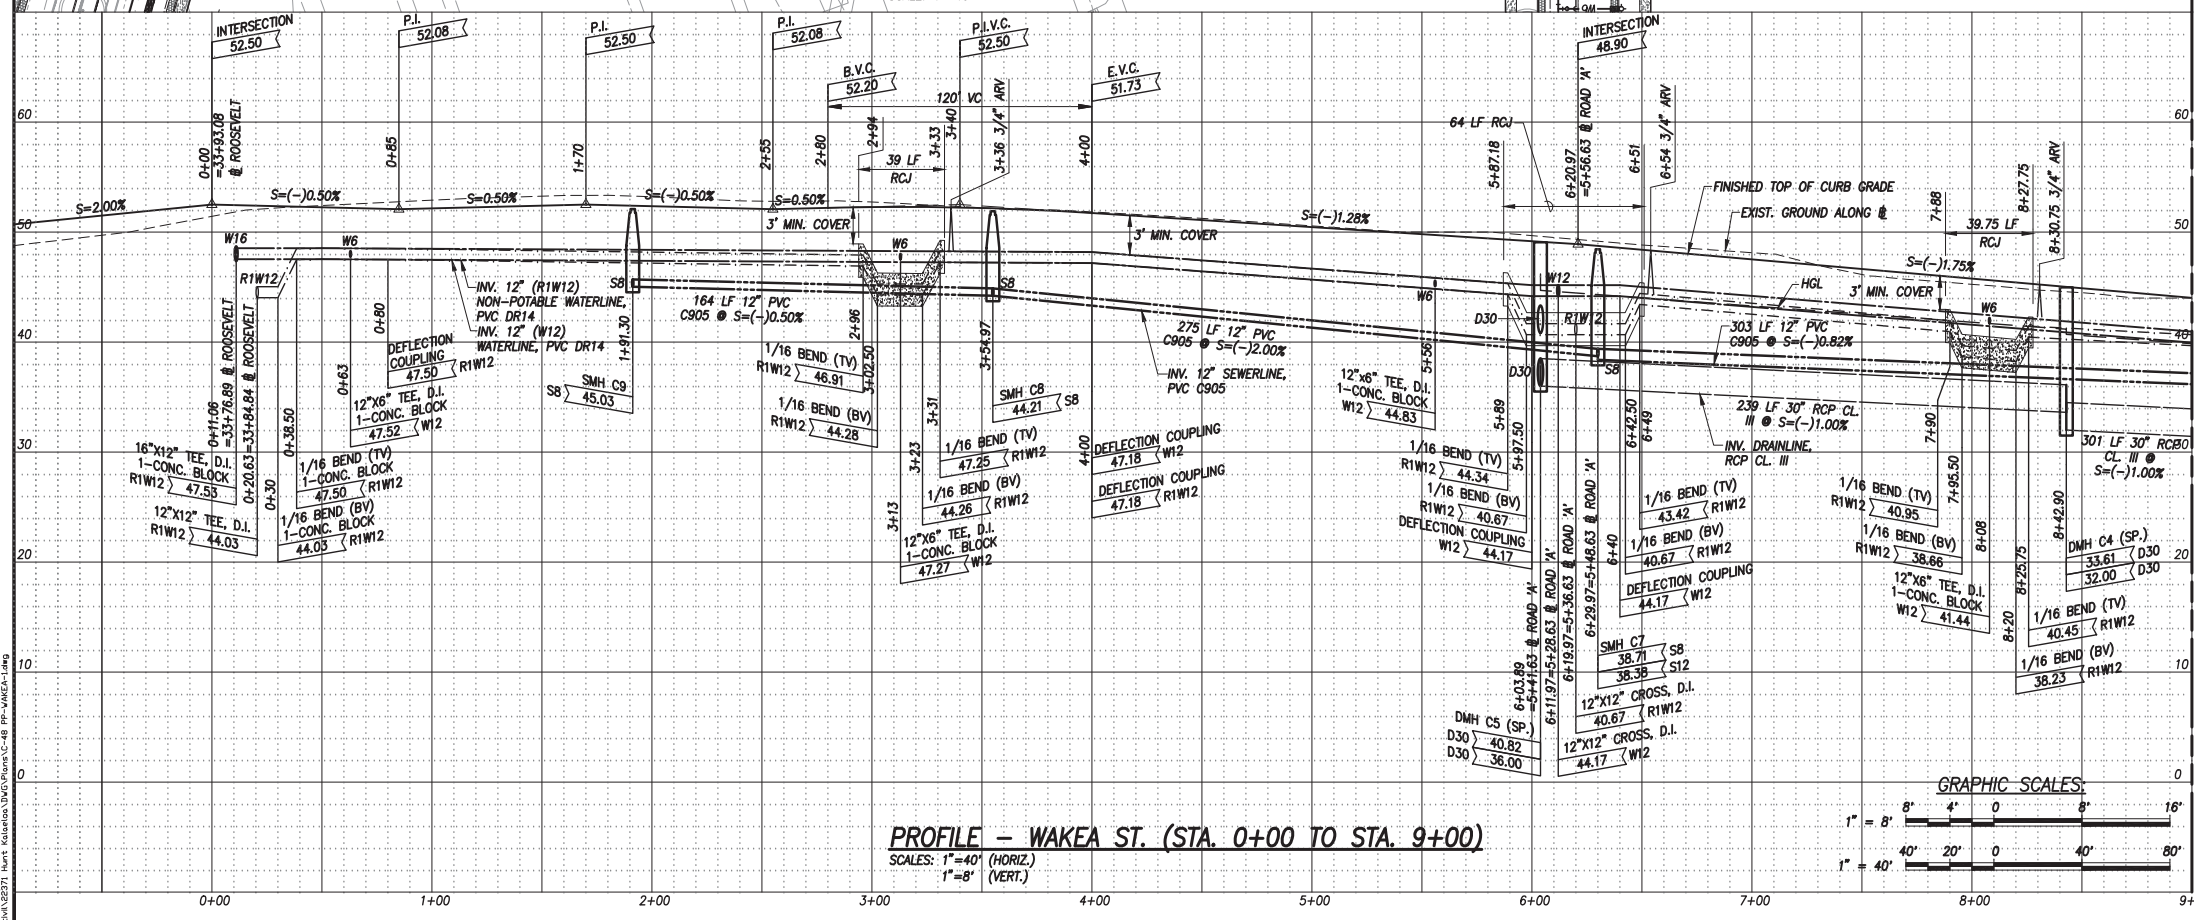 INTERSECTION
52.50
P.I.
52.08
P.I.
52.50
P.I.
52.08
B.V.C.
52.20
P.I.V.C.
52.50
E.V.C.
51.73
INTERSECTION
48.90
120' VC
0+00
=33+93.08
℄ ROOSEVELT
0+85
1+70
2+55
2+80
2+94
39 LF
RCJ
3+33
3+40
3+36 3/4" ARV
4+00
64 LF RCJ
5+87.18
6+20.97
=5+56.63 ℄ ROAD 'A'
6+51
6+54 3/4" ARV
FINISHED TOP OF CURB GRADE
EXIST. GROUND ALONG ℄
7+88
39.75 LF
RCJ
8+27.75
8+30.75 3/4" ARV
60
60
50
50
40
40
30
30
20
20
10
10
0
0
S=2.00%
S=(-)0.50%
S=0.50%
S=(-)0.50%
S=0.50%
S=(-)1.28%
S=(-)1.75%
3' MIN. COVER
3' MIN. COVER
3' MIN. COVER
HGL
W16
W6
R1W12
S8
W6
S8
W6
W12
D30
R1W12
D30
S8
W6
INV. 12" (R1W12)
NON-POTABLE WATERLINE,
PVC DR14
INV. 12" (W12)
WATERLINE, PVC DR14
164 LF 12" PVC
C905 @ S=(-)0.50%
275 LF 12" PVC
C905 @ S=(-)2.00%
INV. 12" SEWERLINE,
PVC C905
303 LF 12" PVC
C905 @ S=(-)0.82%
239 LF 30" RCP CL.
III @ S=(-)1.00%
INV. DRAINLINE,
RCP CL. III
301 LF 30" RCP
CL. III @
S=(-)1.00%
0+11.06
=33+76.89 ℄ ROOSEVELT
16"X12" TEE, D.I.
1-CONC. BLOCK
R1W12 47.53
0+20.63=33+84.84 ℄ ROOSEVELT
12"X12" TEE, D.I.
R1W12 44.03
0+30
1/16 BEND (BV)
1-CONC. BLOCK
44.03 R1W12
0+38.50
1/16 BEND (TV)
1-CONC. BLOCK
47.50 R1W12
0+63
12"X6" TEE, D.I.
1-CONC. BLOCK
47.52 W12
0+80
DEFLECTION
COUPLING
47.50 R1W12
1+91.30
SMH C9
S8 45.03
2+96
1/16 BEND (TV)
R1W12 46.91
3+02.50
1/16 BEND (BV)
R1W12 44.28
3+13
12"X6" TEE, D.I.
1-CONC. BLOCK
47.27 W12
3+23
1/16 BEND (BV)
44.26 R1W12
3+31
1/16 BEND (TV)
47.25 R1W12
3+54.97
SMH C8
44.21 S8
4+00
DEFLECTION COUPLING
47.18 W12
DEFLECTION COUPLING
47.18 R1W12
5+56
12"x6" TEE, D.I.
1-CONC. BLOCK
W12 44.83
5+89
1/16 BEND (TV)
R1W12 44.34
5+97.50
1/16 BEND (BV)
R1W12 40.67
DEFLECTION COUPLING
W12 44.17
6+03.89
=5+41.63 ℄ ROAD 'A'
DMH C5 (SP.)
D30 40.82
D30 36.00
6+11.97=5+28.63 ℄ ROAD 'A'
12"X12" CROSS, D.I.
44.17 W12
6+19.97=5+36.63 ℄ ROAD 'A'
12"X12" CROSS, D.I.
40.67 R1W12
6+29.97=5+48.63 ℄ ROAD 'A'
SMH C7
38.71 S8
38.38 S12
6+40
DEFLECTION COUPLING
44.17 W12
6+42.50
1/16 BEND (BV)
40.67 R1W12
6+49
1/16 BEND (TV)
43.42 R1W12
7+90
1/16 BEND (TV)
R1W12 40.95
7+95.50
1/16 BEND (BV)
R1W12 38.66
8+08
12"X6" TEE, D.I.
1-CONC. BLOCK
W12 41.44
8+20
1/16 BEND (BV)
38.23 R1W12
8+25.75
1/16 BEND (TV)
40.45 R1W12
8+42.90
DMH C4 (SP.)
33.61 D30
32.00 D30
PROFILE - WAKEA ST. (STA. 0+00 TO STA. 9+00)
SCALES: 1"=40' (HORIZ.)
1"=8' (VERT.)
GRAPHIC SCALES:
8' 4' 0 8' 16'
1" = 8'
40' 20' 0 40' 80'
1" = 40'
0+00 1+00 2+00 3+00 4+00 5+00 6+00 7+00 8+00 9+